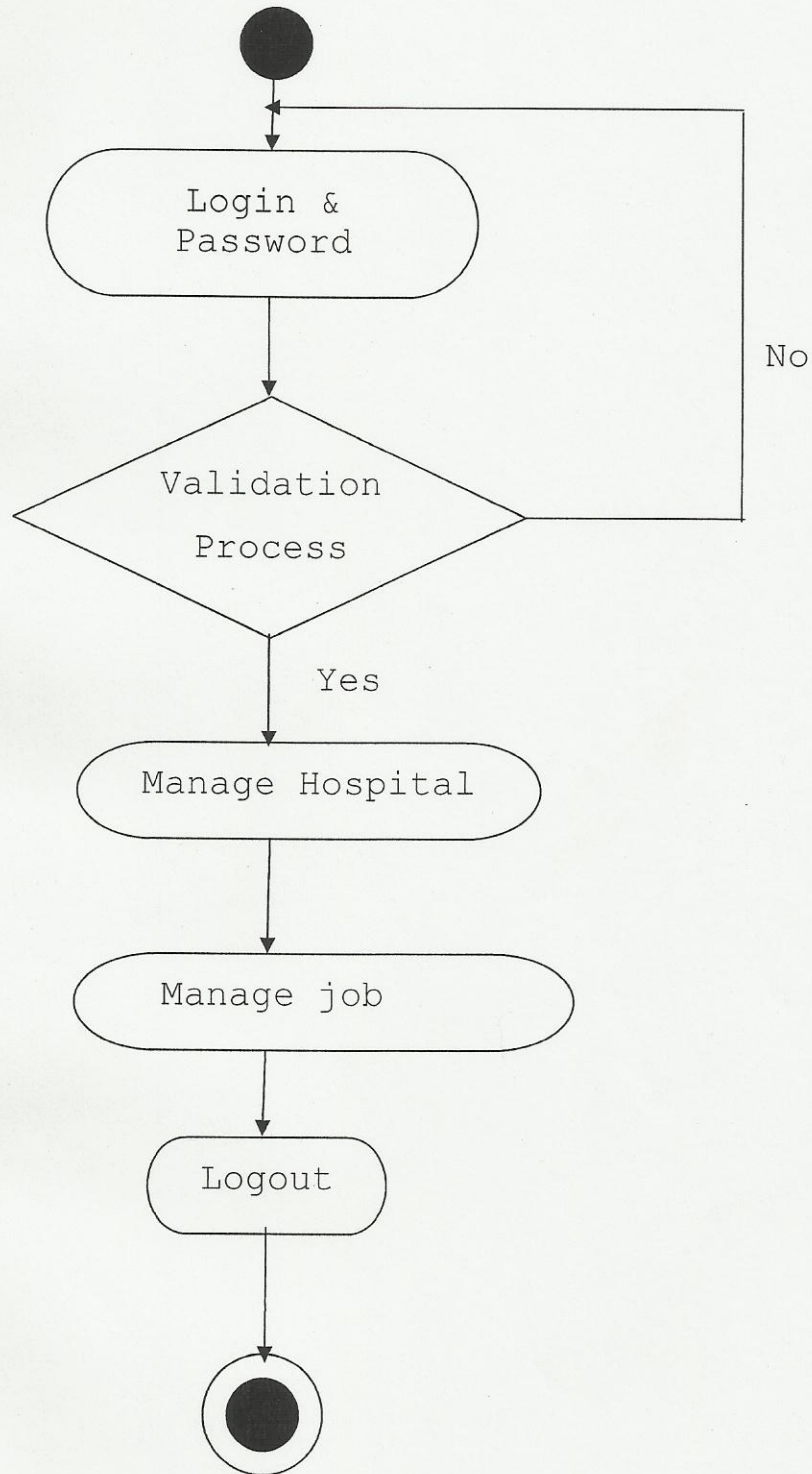 Login &
Password
No
Validation
Process
Yes
Manage Hospital
Manage job
Logout